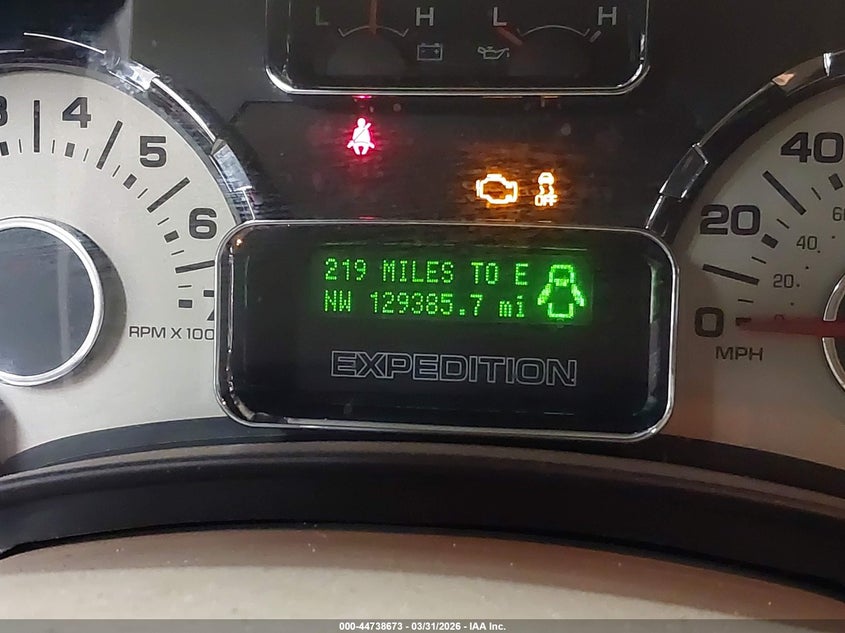 L H L H
3 4 5 6 7
RPM X 100
OFF
219 MILES TO E
NW 129385.7 mi
EXPEDITION
40
20
0
60
40
20
MPH
000-44738673 - 03/31/2026 - IAA Inc.